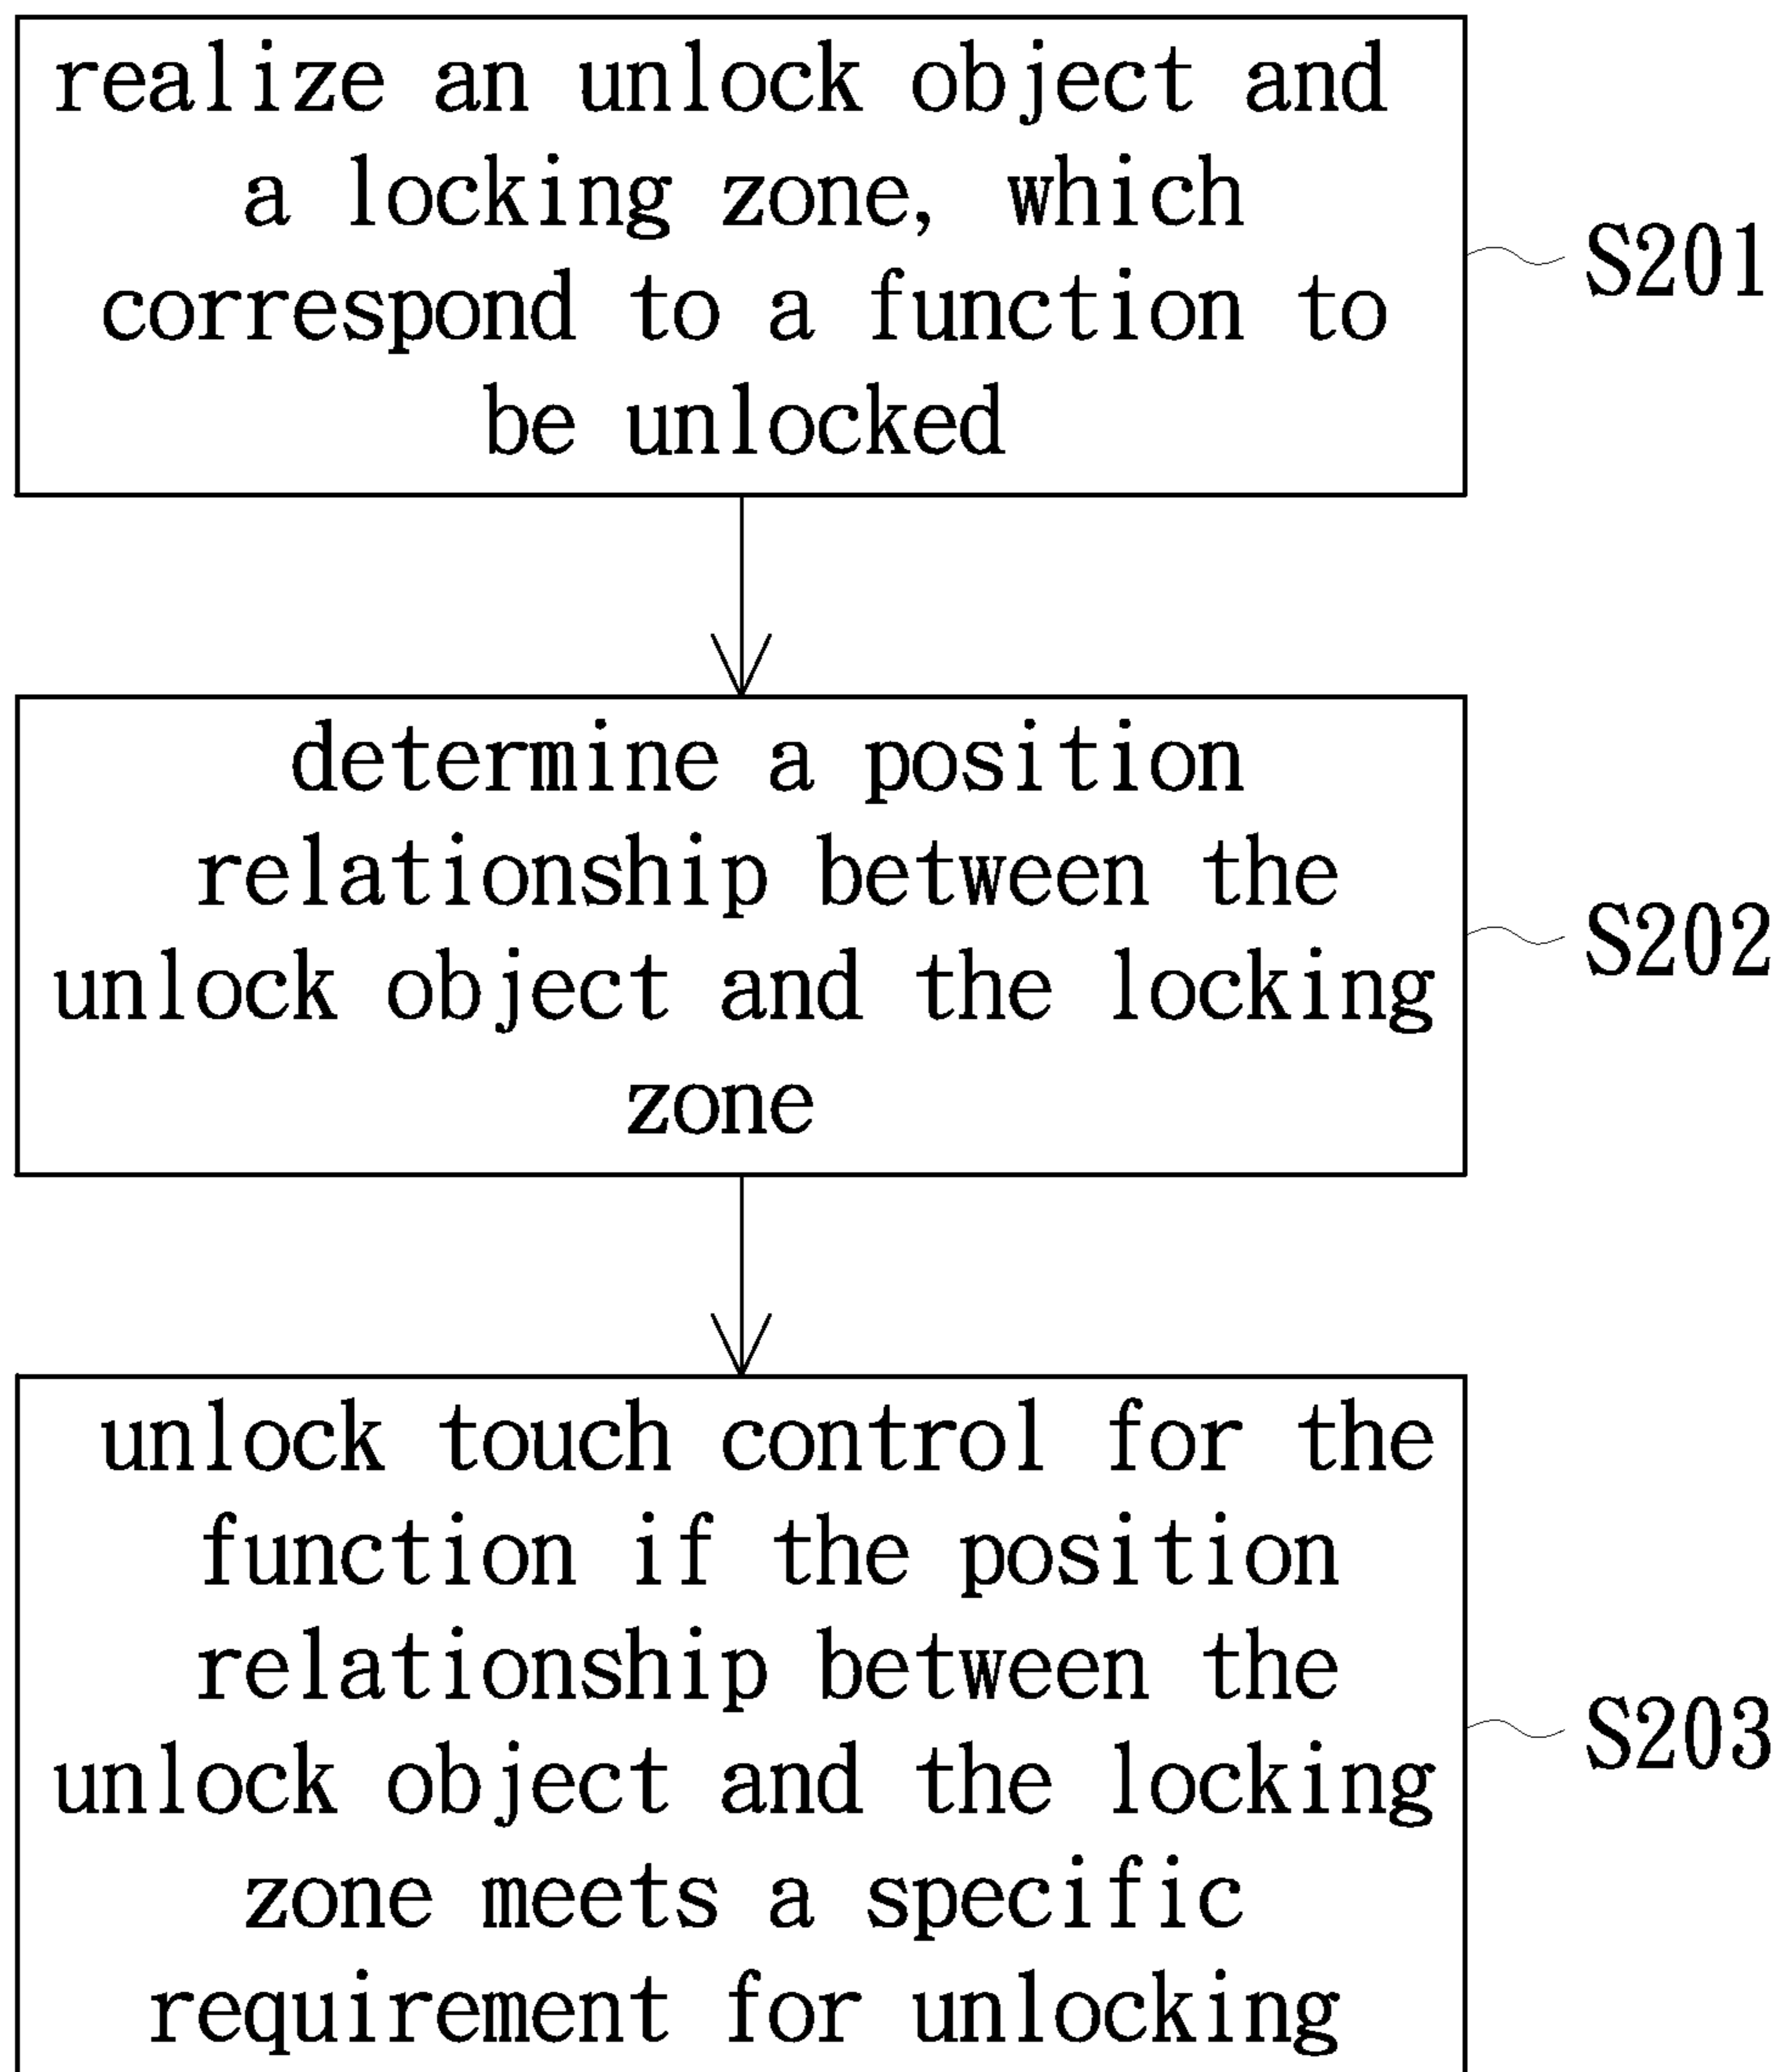 realize an unlock object and
a locking zone, which
correspond to a function to
be unlocked
S201
determine a position
relationship between the
unlock object and the locking
zone
S202
unlock touch control for the
function if the position
relationship between the
unlock object and the locking
zone meets a specific
requirement for unlocking
S203